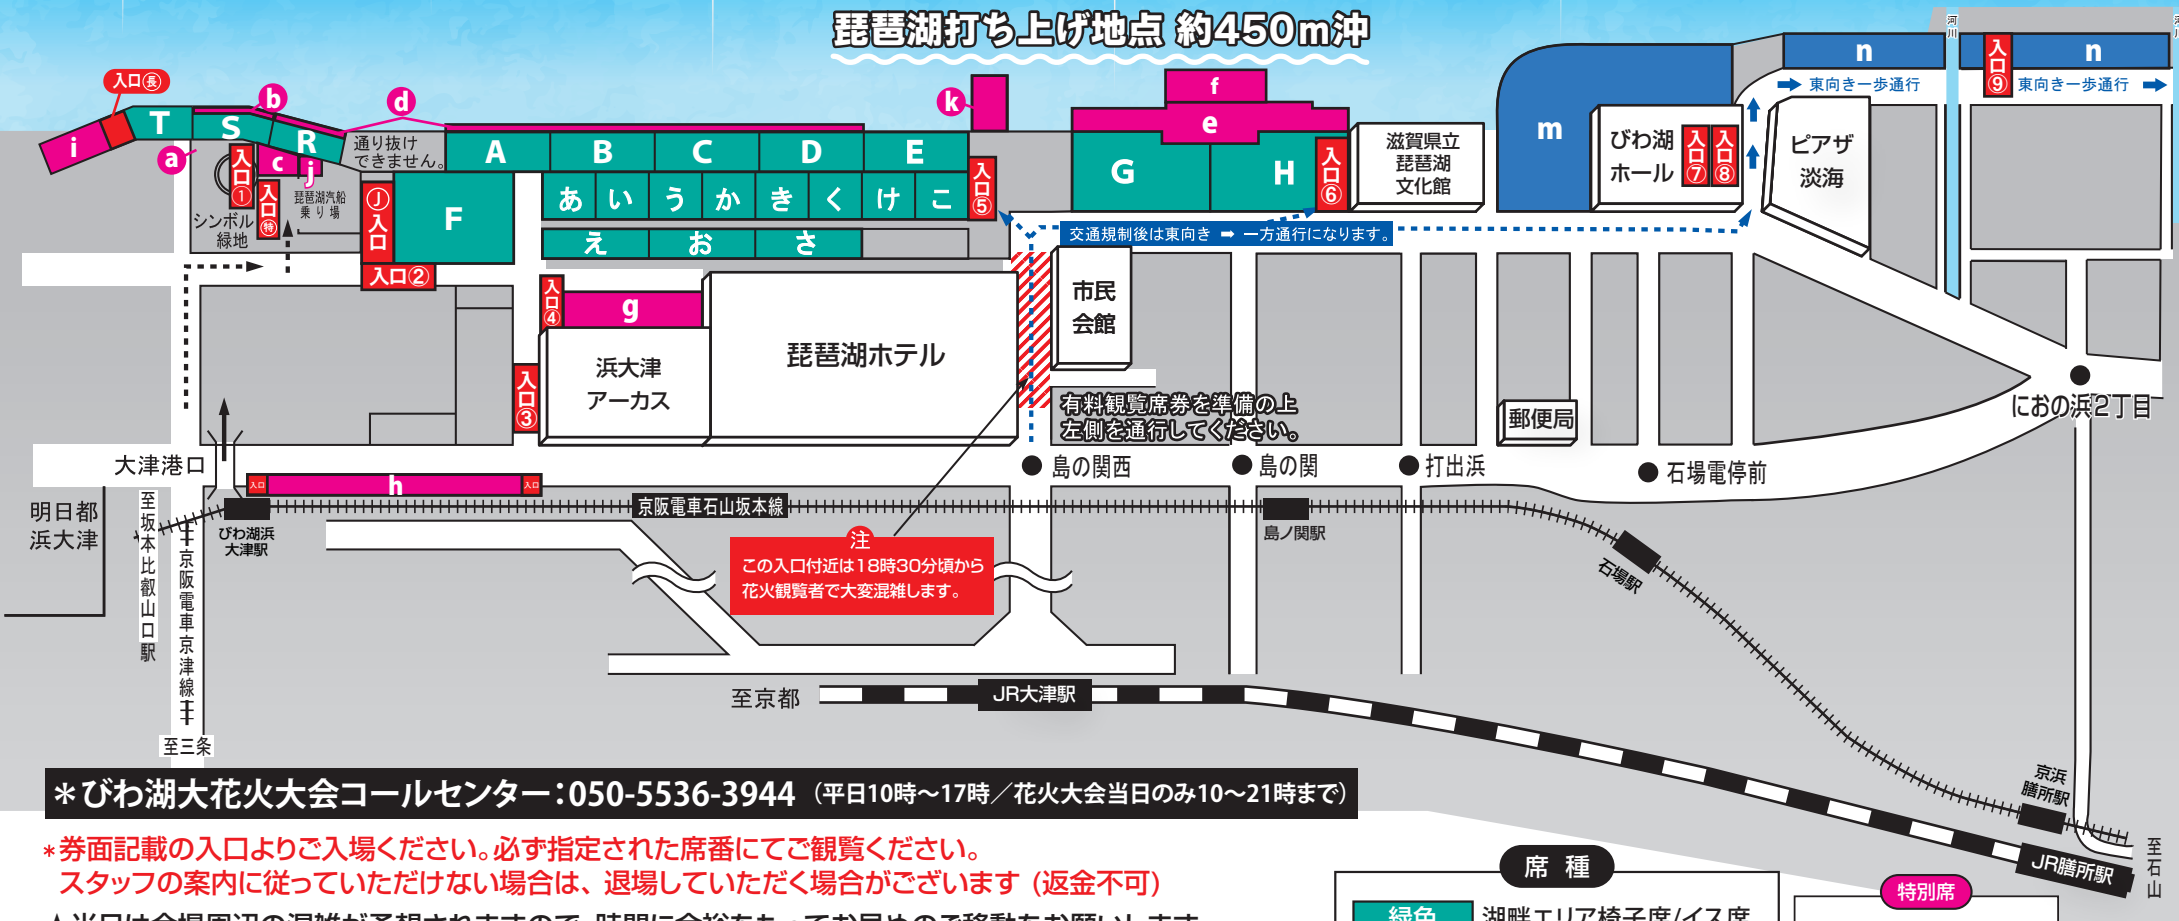 琵琶湖打ち上げ地点 約450m沖
河川
河川
n
入口⑨
n
入口㊐
東向き一歩通行
東向き一歩通行
b
d
k
f
e
m
T
S
R
i
a
c
j
通り抜け
できません。
A
B
C
D
E
G
H
入口①
入口㊕
琵琶湖汽船
乗り場
シンボル
緑地
Ⓙ入口
F
あ
い
う
か
き
く
け
こ
入口⑤
入口⑥
滋賀県立
琵琶湖
文化館
びわ湖
ホール
入口⑦
入口⑧
ピアザ
淡海
え
お
さ
交通規制後は東向き ➡ 一方通行になります。
入口②
入口④
g
市民
会館
琵琶湖ホテル
浜大津
アーカス
入口③
有料観覧席券を準備の上
左側を通行してください。
郵便局
におの浜2丁目
大津港口
島の関西
島の関
打出浜
石場電停前
入口
h
入口
明日都
浜大津
至坂本比叡山口駅
びわ湖浜
大津駅
京阪電車石山坂本線
島ノ関駅
石場駅
京阪電車京津線
注
この入口付近は18時30分頃から
花火観覧者で大変混雑します。
至三条
至京都
JR大津駅
京浜
膳所駅
JR膳所駅
至石山
＊びわ湖大花火大会コールセンター：050-5536-3944（平日10時〜17時／花火大会当日のみ10〜21時まで）
＊券面記載の入口よりご入場ください。必ず指定された席番にてご観覧ください。
スタッフの案内に従っていただけない場合は、退場していただく場合がございます（返金不可）
席種
特別席
緑色
湖畔エリア椅子席/イス席